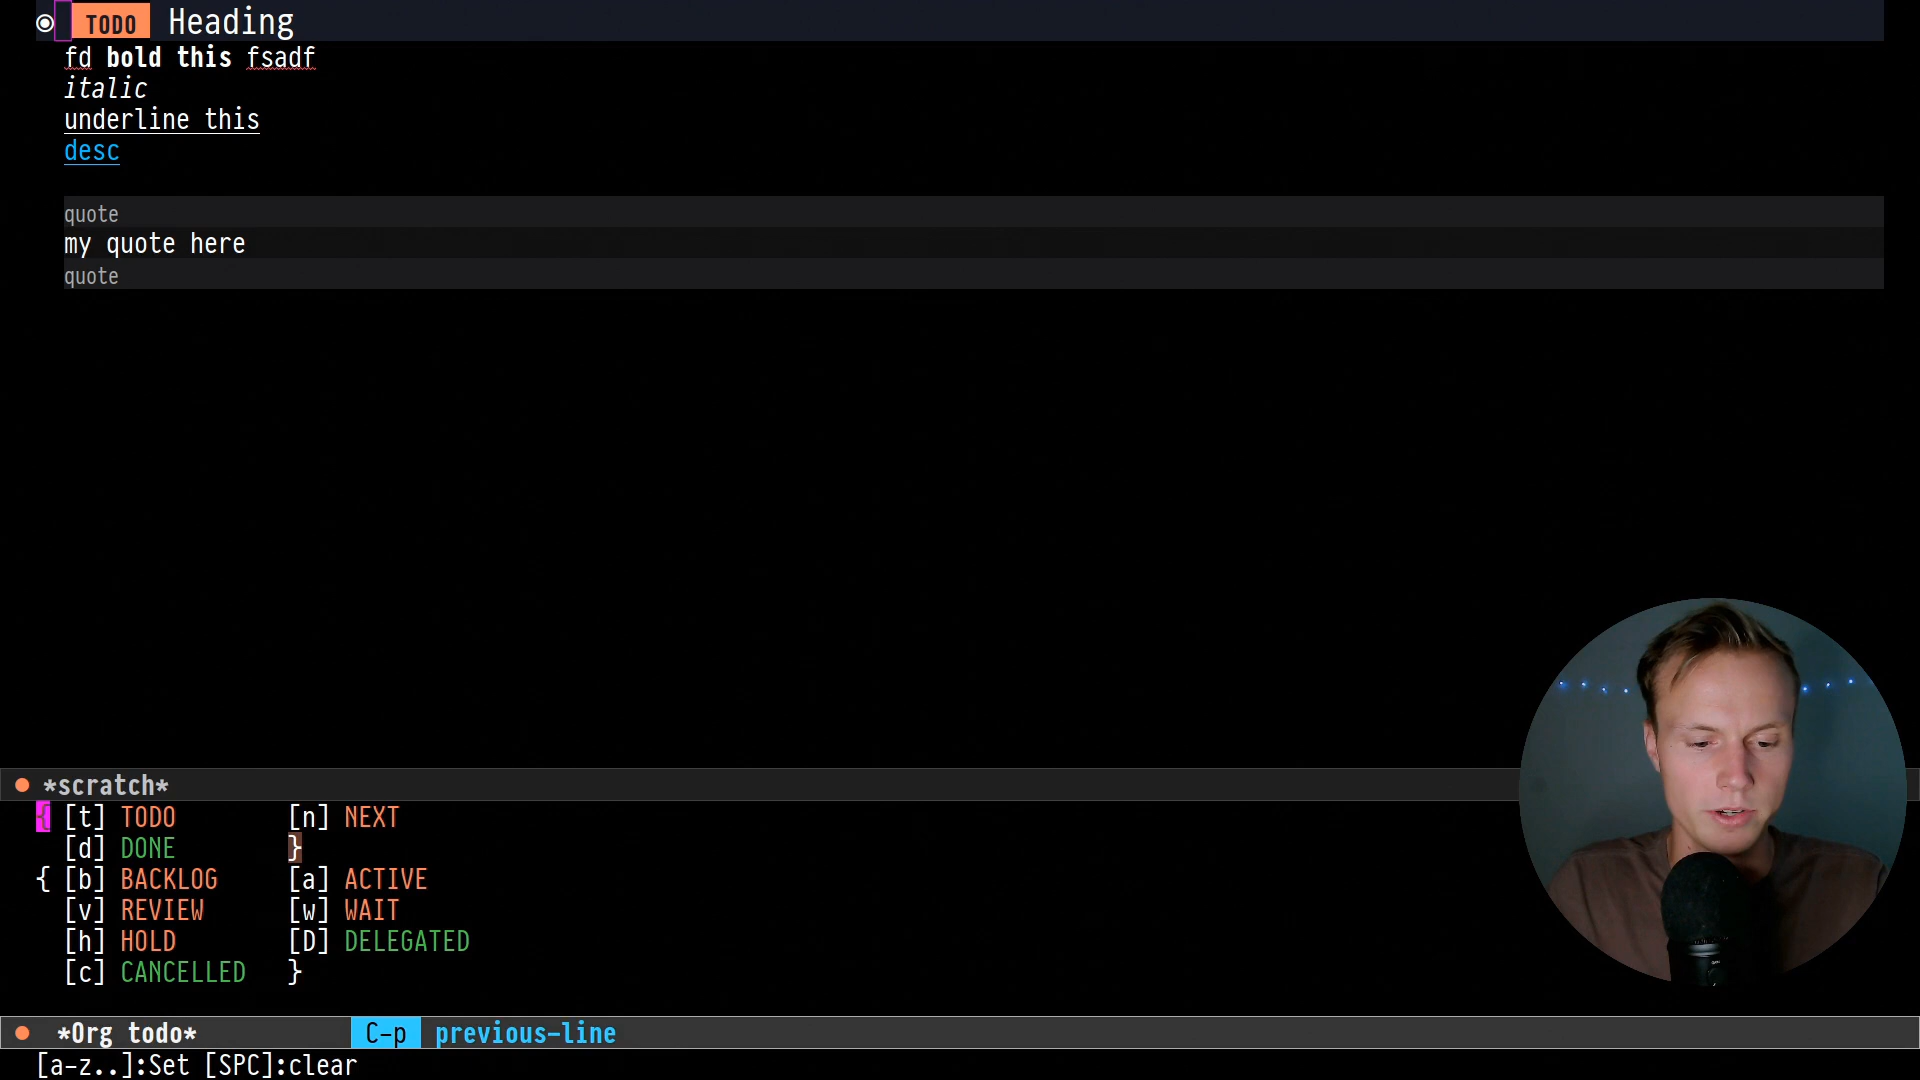 TODO Heading
fd bold this fsadf
italic
underline this
desc
quote
my quote here
quote
*scratch*
{ [t] TODO [n] NEXT
[d] DONE }
{ [b] BACKLOG [a] ACTIVE
[v] REVIEW [w] WAIT
[h] HOLD [D] DELEGATED
[c] CANCELLED }
*Org todo* C-p previous-line
[a-z..]:Set [SPC]:clear